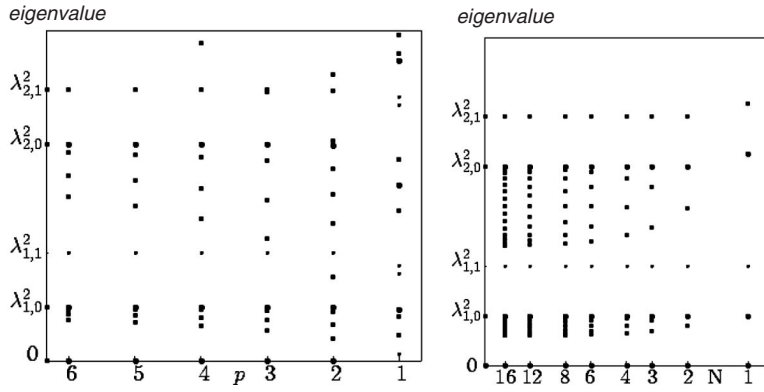 eigenvalue
λ²₂,₁
λ²₂,₀
λ²₁,₁
λ²₁,₀
0
6 5 4 p 3 2 1
eigenvalue
λ²₂,₁
λ²₂,₀
λ²₁,₁
λ²₁,₀
0
16 12 8 6 4 3 2 N 1